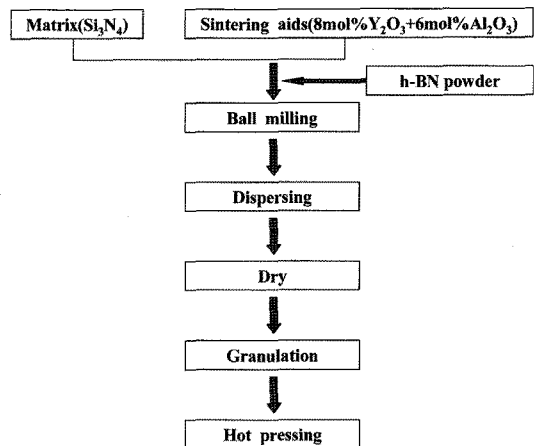 Matrix(Si₃N₄)
Sintering aids(8mol%Y₂O₃+6mol%Al₂O₃)
h-BN powder
Ball milling
Dispersing
Dry
Granulation
Hot pressing